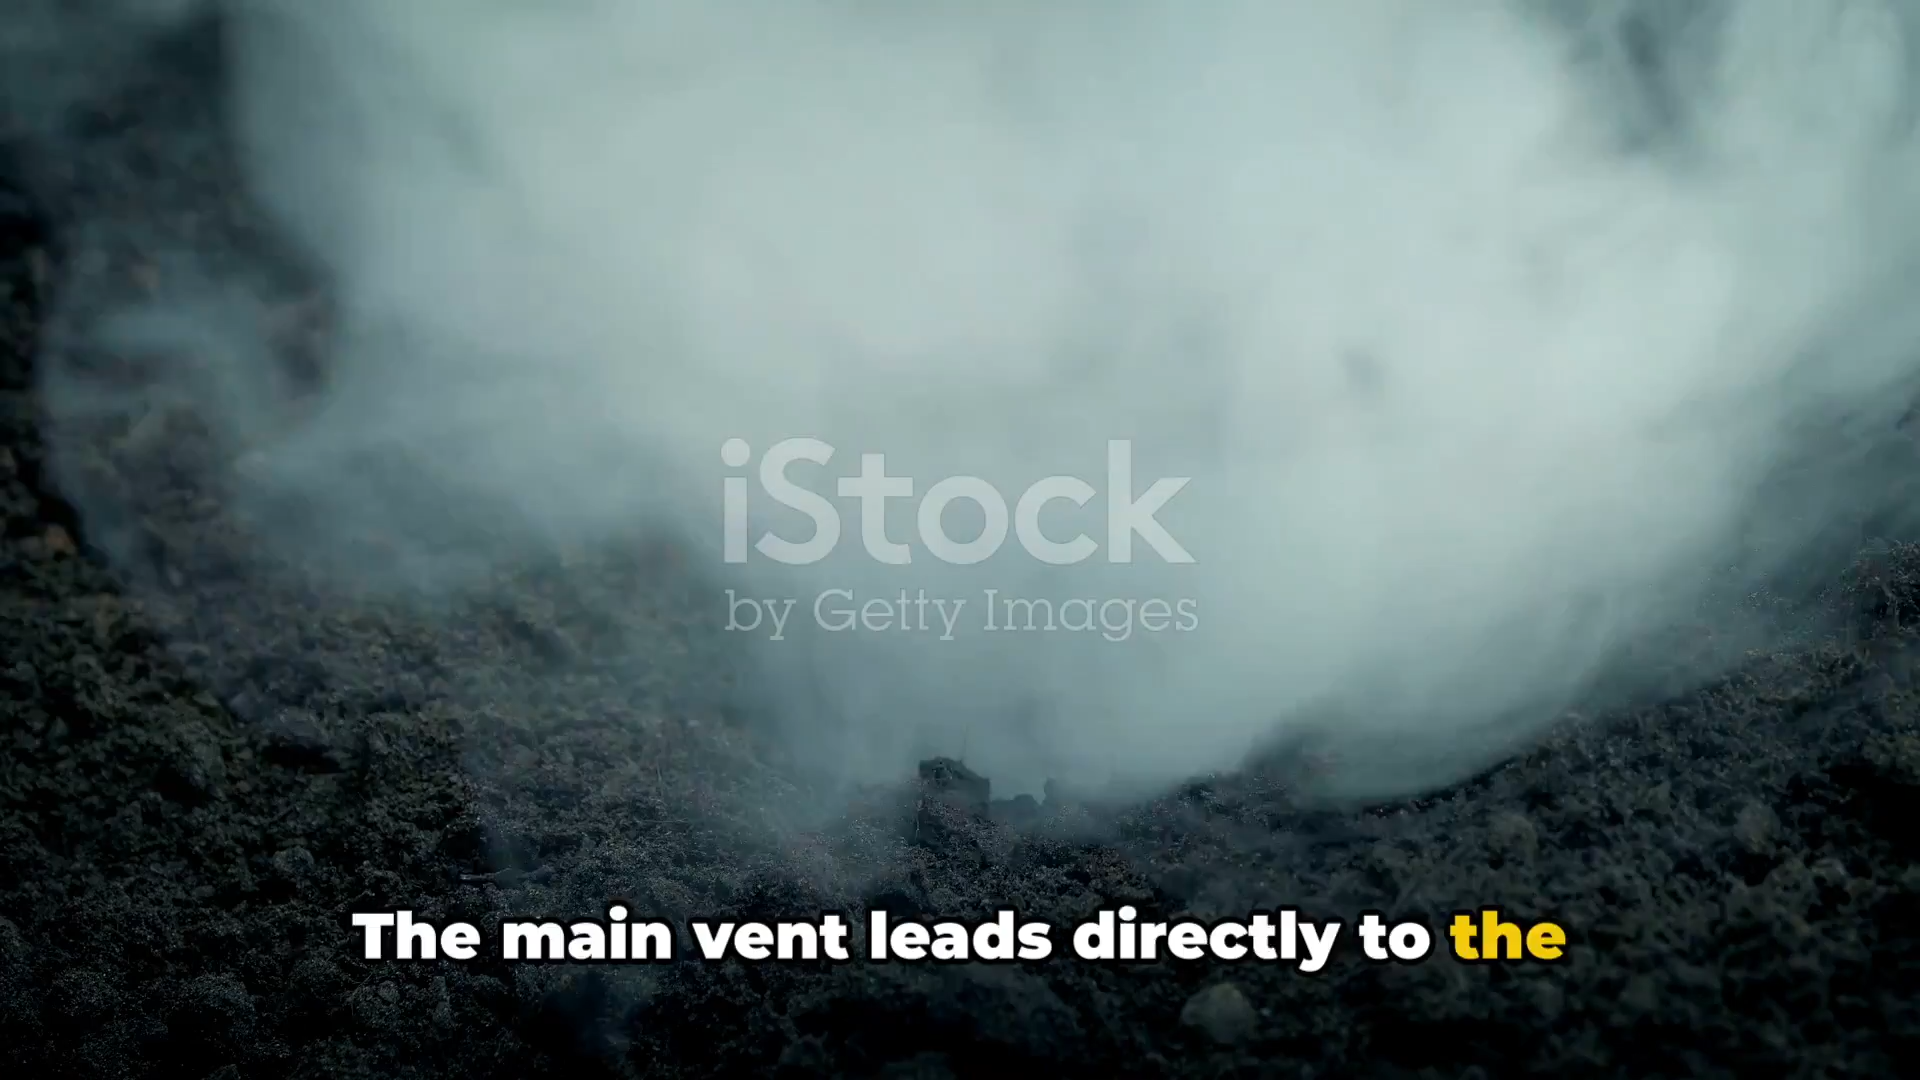 iStock
by Getty Images
The main vent leads directly to the